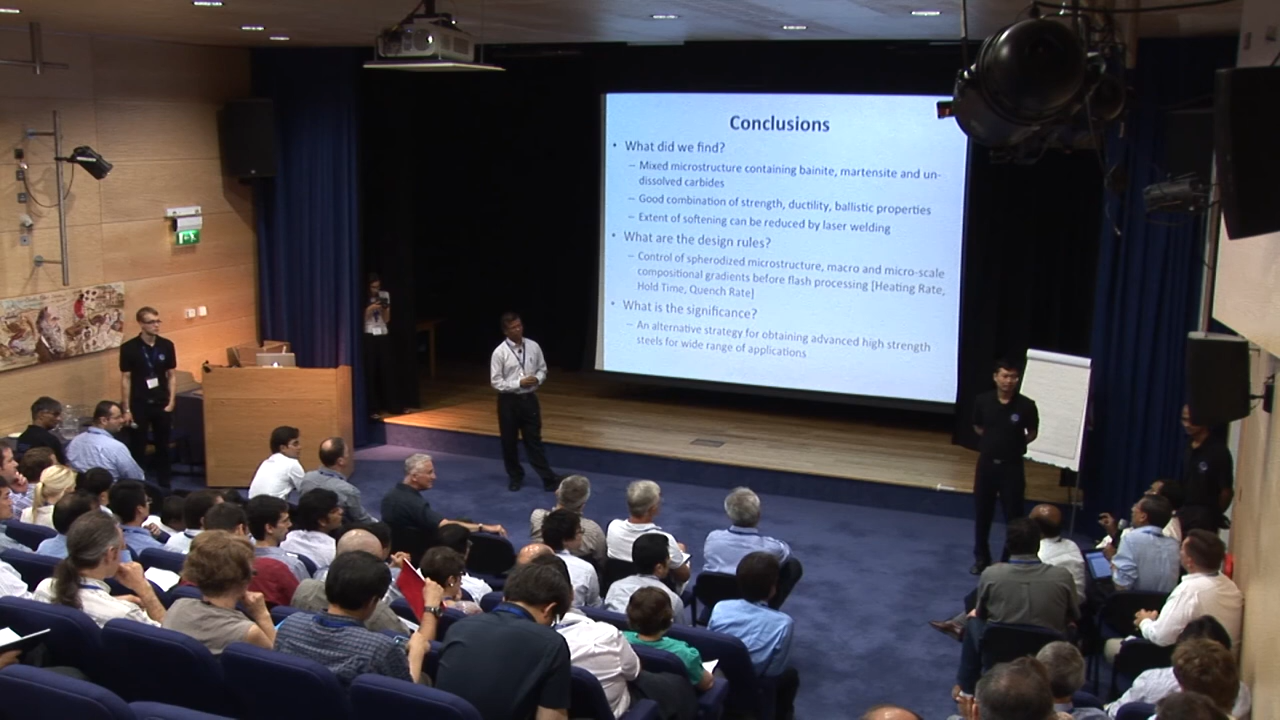 Conclusions
• What did we find?
– Mixed microstructure containing bainite, martensite and un-
dissolved carbides
– Good combination of strength, ductility, ballistic properties
– Extent of softening can be reduced by laser welding
• What are the design rules?
– Control of spherodized microstructure, macro and micro-scale
compositional gradients before flash processing [Heating Rate,
Hold Time, Quench Rate]
• What is the significance?
– An alternative strategy for obtaining advanced high strength
steels for wide range of applications